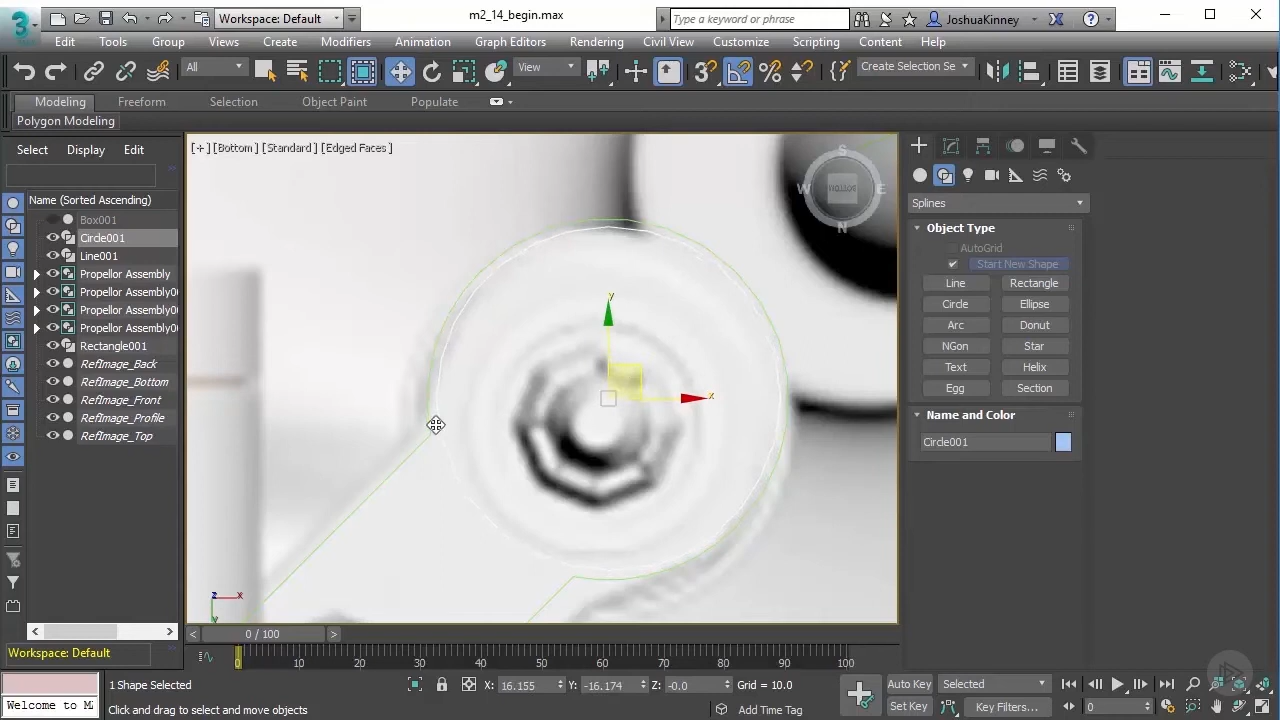 3
Workspace: Default
m2_14_begin.max
Type a keyword or phrase
JoshuaKinney
Edit Tools Group Views Create Modifiers Animation Graph Editors Rendering Civil View Customize Scripting Content Help
All
View
3
Create Selection Se
Modeling Freeform Selection Object Paint Populate
Polygon Modeling
Select Display Edit
Name (Sorted Ascending)
Box001
Circle001
Line001
Propellor Assembly
Propellor Assembly0
Propellor Assembly0
Propellor Assembly0
Rectangle001
RefImage_Back
RefImage_Bottom
RefImage_Front
RefImage_Profile
RefImage_Top
[+] [Bottom] [Standard] [Edged Faces]
S
W BOTTOM E
N
y
x
z x
y
Splines
Object Type
AutoGrid
Start New Shape
Line Rectangle
Circle Ellipse
Arc Donut
NGon Star
Text Helix
Egg Section
Name and Color
Circle001
< 0 / 100 >
Workspace: Default
0 10 20 30 40 50 60 70 80 90 100
Welcome to M
1 Shape Selected
Click and drag to select and move objects
X: 16.155 Y: -16.174 Z: -0.0 Grid = 10.0
Add Time Tag
Auto Key Selected
Set Key Key Filters...
0